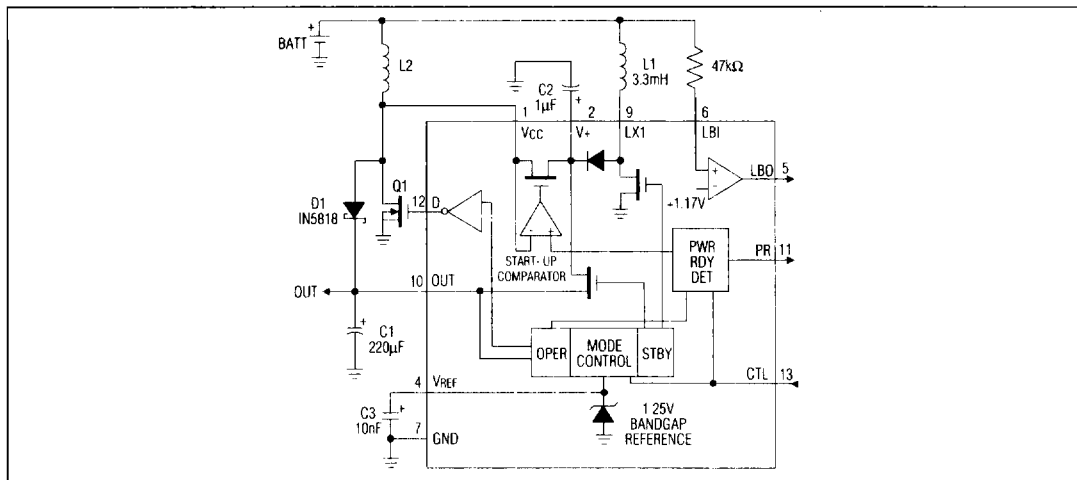 BATT
L2
C2
1µF
L1
3.3mH
47kΩ
1
2
9
6
VCC
V+
LX1
LBI
D1
IN5818
Q1
12
D
+1.17V
LBO
5
START-UP
COMPARATOR
PWR
RDY
DET
PR
11
OUT
10
OUT
C1
220µF
OPER
MODE
CONTROL
STBY
CTL
13
4
VREF
C3
10nF
7
GND
1 25V
BANDGAP
REFERENCE